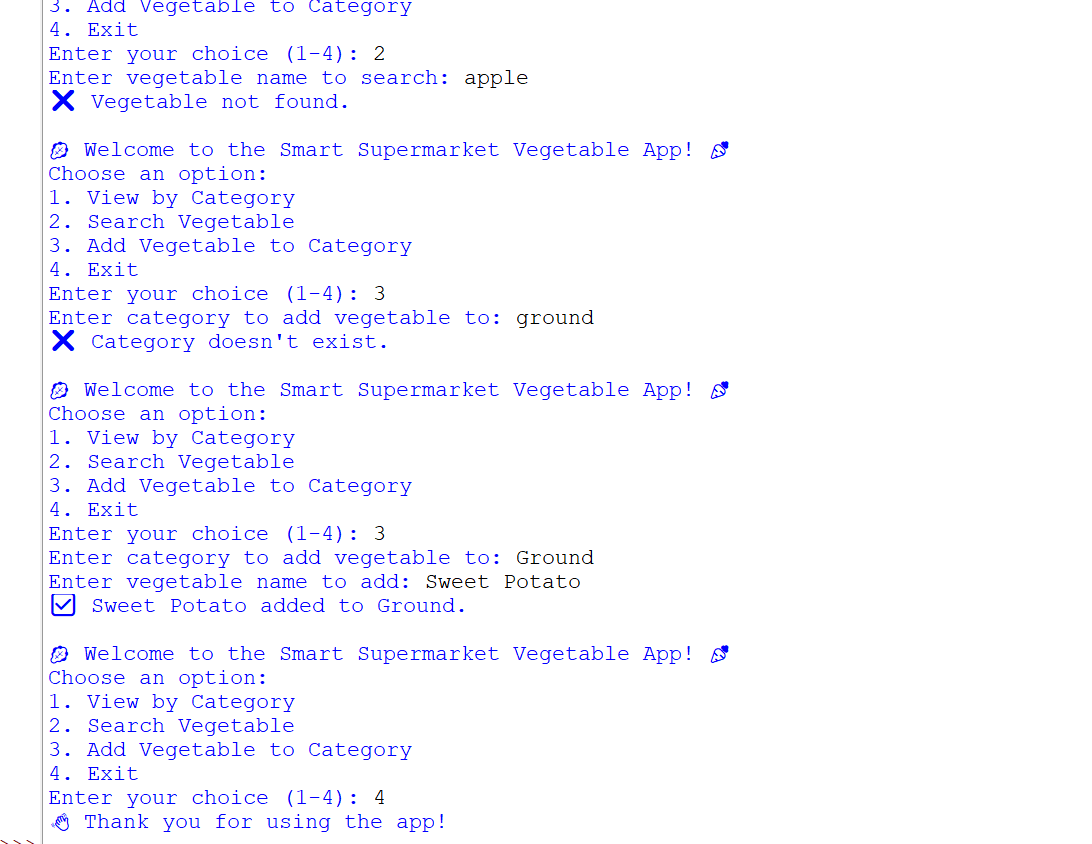 3. Add Vegetable to Category
4. Exit
Enter your choice (1-4): 2
Enter vegetable name to search: apple
❌ Vegetable not found.
🥬 Welcome to the Smart Supermarket Vegetable App! 🥕
Choose an option:
1. View by Category
2. Search Vegetable
3. Add Vegetable to Category
4. Exit
Enter your choice (1-4): 3
Enter category to add vegetable to: ground
❌ Category doesn't exist.
🥬 Welcome to the Smart Supermarket Vegetable App! 🥕
Choose an option:
1. View by Category
2. Search Vegetable
3. Add Vegetable to Category
4. Exit
Enter your choice (1-4): 3
Enter category to add vegetable to: Ground
Enter vegetable name to add: Sweet Potato
☑ Sweet Potato added to Ground.
🥬 Welcome to the Smart Supermarket Vegetable App! 🥕
Choose an option:
1. View by Category
2. Search Vegetable
3. Add Vegetable to Category
4. Exit
Enter your choice (1-4): 4
👋 Thank you for using the app!
>>>